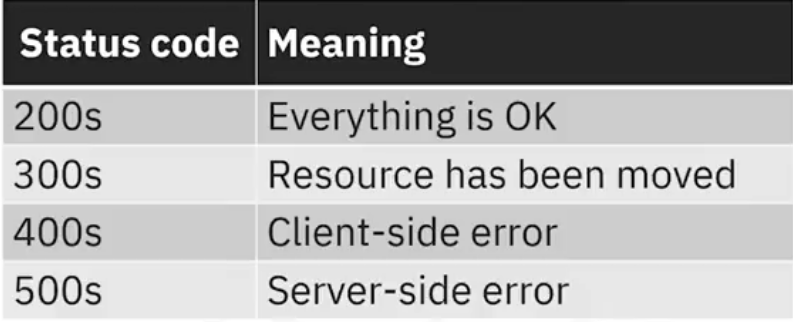 Status code Meaning
200s Everything is OK
300s Resource has been moved
400s Client-side error
500s Server-side error